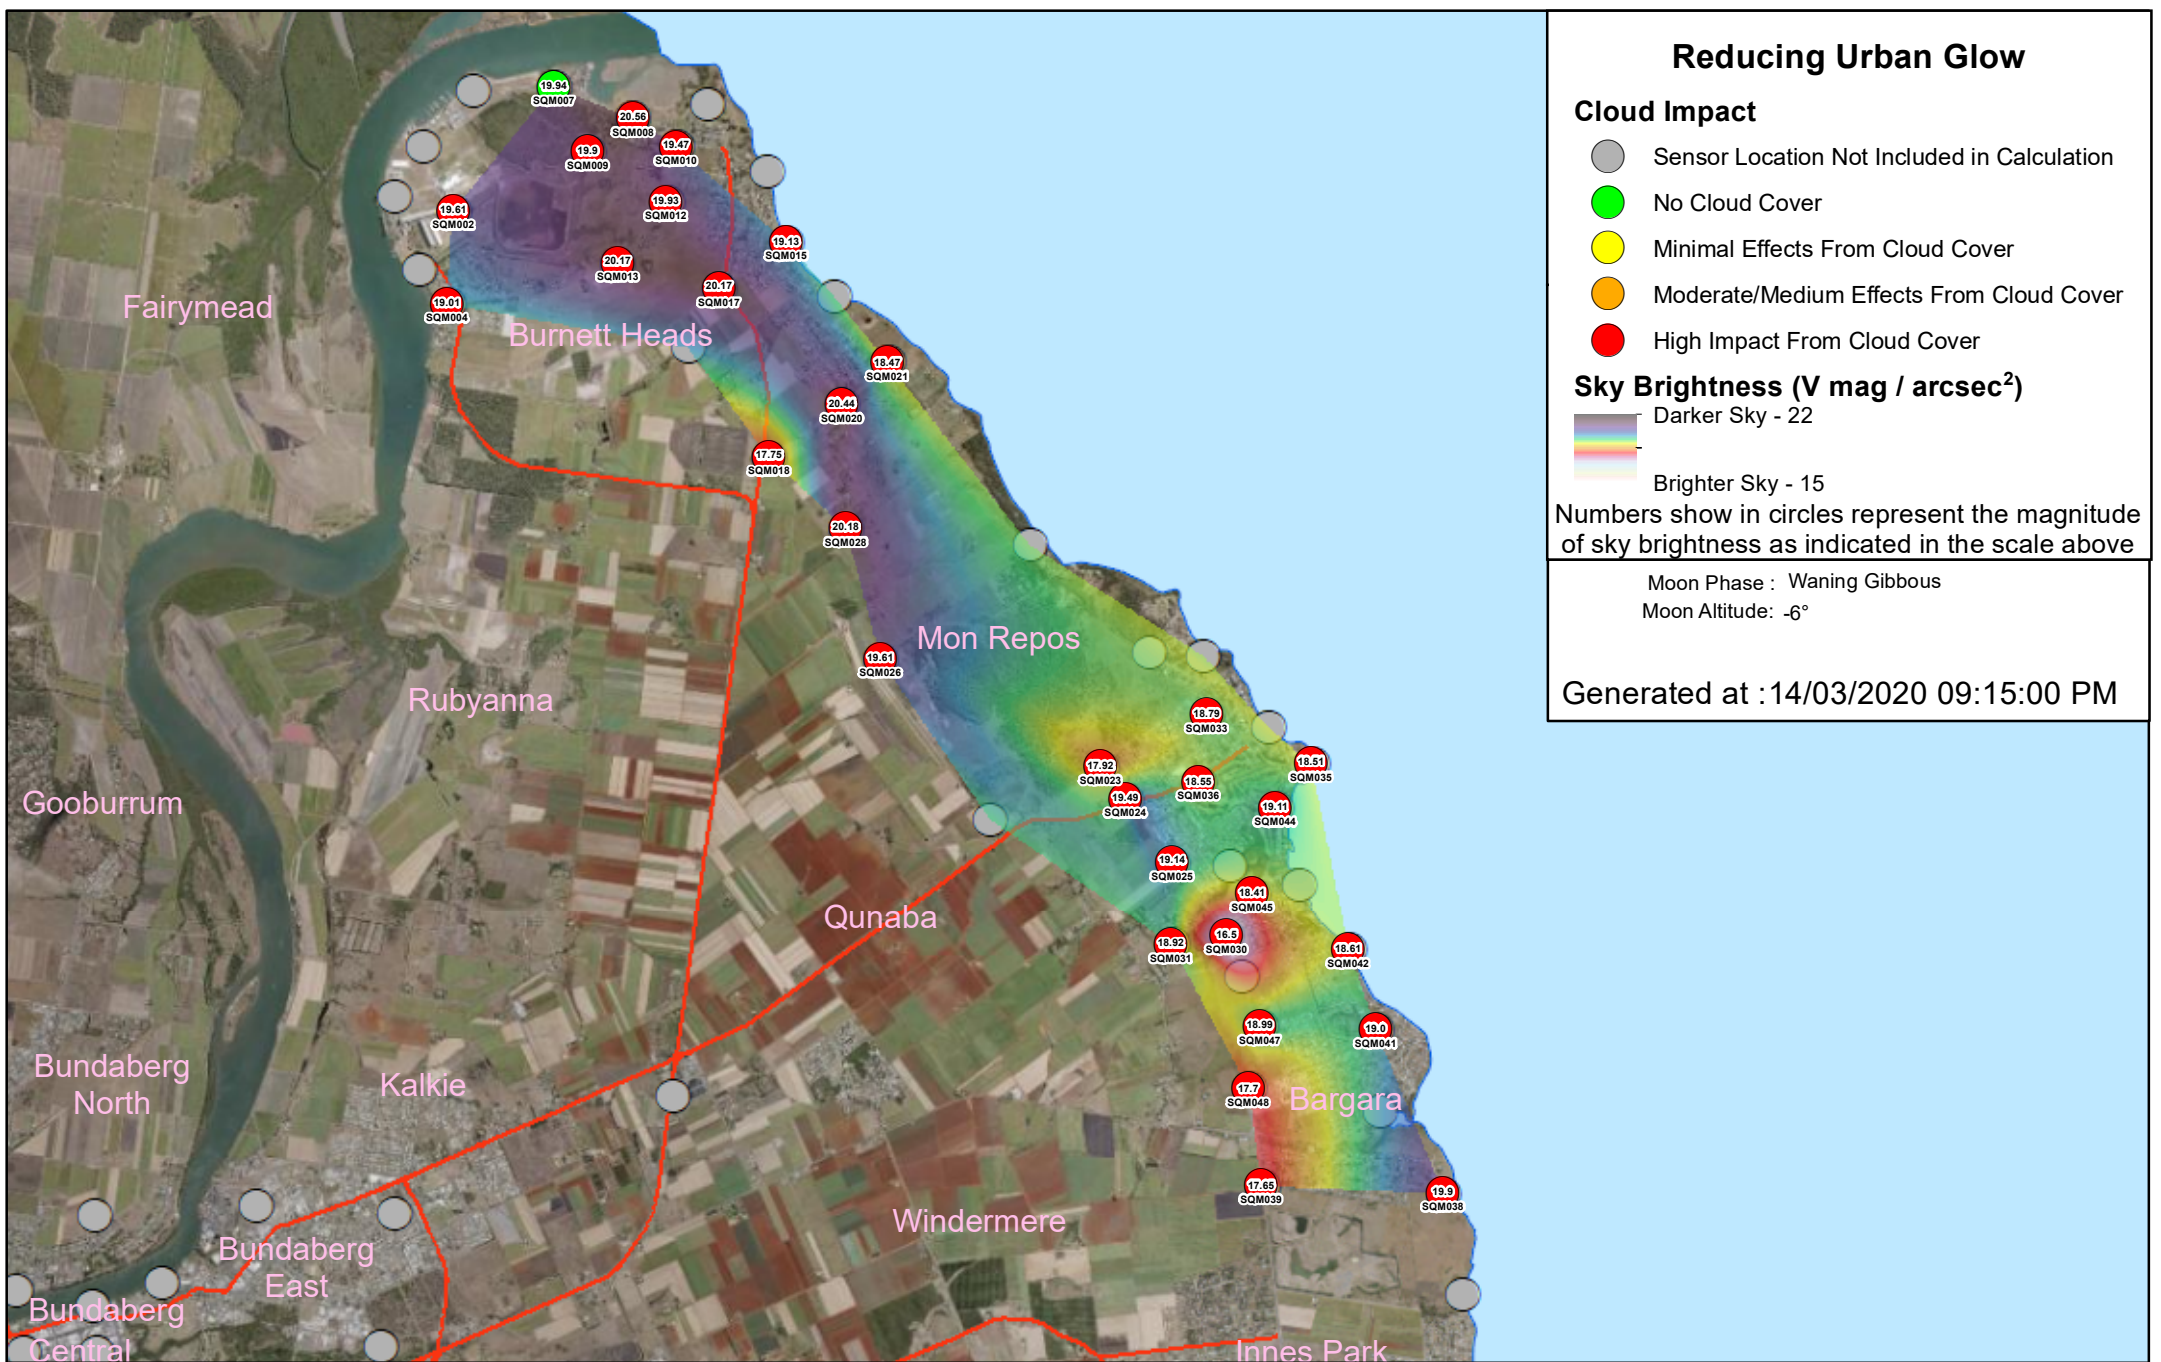 Reducing Urban Glow
Cloud Impact
Sensor Location Not Included in Calculation
No Cloud Cover
Minimal Effects From Cloud Cover
Moderate/Medium Effects From Cloud Cover
High Impact From Cloud Cover
Sky Brightness (V mag / arcsec²)
Darker Sky - 22
Brighter Sky - 15
Numbers show in circles represent the magnitude
of sky brightness as indicated in the scale above
Moon Phase : Waning Gibbous
Moon Altitude: -6°
Generated at :14/03/2020 09:15:00 PM
19.94
SQM007
20.56
SQM008
19.9
SQM009
19.47
SQM010
19.61
SQM002
19.93
SQM012
19.13
SQM015
20.17
SQM013
20.17
SQM017
19.01
SQM004
Fairymead
Burnett Heads
18.47
SQM021
20.44
SQM020
17.75
SQM018
20.18
SQM028
Mon Repos
19.61
SQM026
Rubyanna
18.79
SQM033
17.92
SQM023
18.51
SQM035
18.55
SQM036
19.49
SQM024
19.11
SQM044
Gooburrum
19.14
SQM025
18.41
SQM045
Qunaba
16.5
SQM030
18.92
SQM031
18.61
SQM042
18.99
SQM047
19.0
SQM041
Bundaberg
North
Kalkie
17.7
SQM048
Bargara
17.65
SQM039
19.9
SQM038
Windermere
Bundaberg
East
Bundaberg
Central
Innes Park